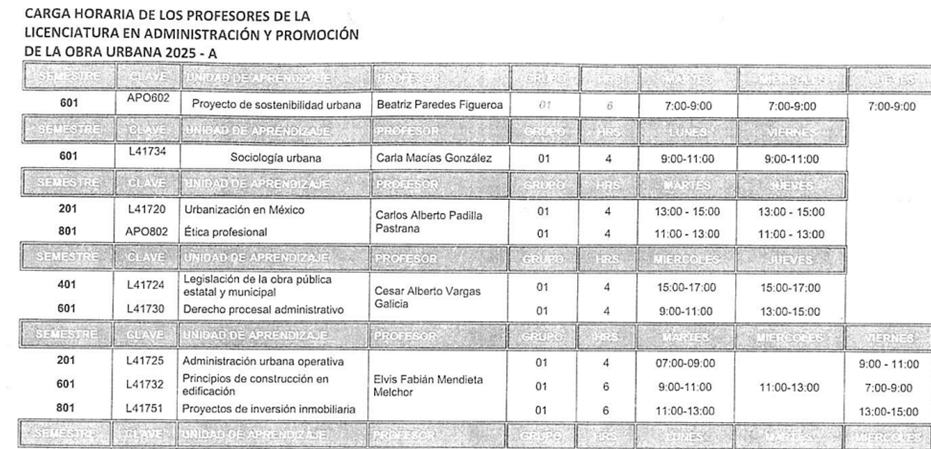 CARGA HORARIA DE LOS PROFESORES DE LA
LICENCIATURA EN ADMINISTRACIÓN Y PROMOCIÓN
DE LA OBRA URBANA 2025 - A
SEMESTRE CLAVE UNIDAD DE APRENDIZAJE PROFESOR GRUPO HRS. MARTES MIERCOLES JUEVES
601 APO602 Proyecto de sostenibilidad urbana Beatriz Paredes Figueroa 01 6 7:00-9:00 7:00-9:00 7:00-9:00
SEMESTRE CLAVE UNIDAD DE APRENDIZAJE PROFESOR GRUPO HRS. LUNES VIERNES
601 L41734 Sociología urbana Carla Macías González 01 4 9:00-11:00 9:00-11:00
SEMESTRE CLAVE UNIDAD DE APRENDIZAJE PROFESOR GRUPO HRS. MARTES JUEVES
201 L41720 Urbanización en México Carlos Alberto Padilla Pastrana 01 4 13:00 - 15:00 13:00 - 15:00
801 APO802 Ética profesional 01 4 11:00 - 13:00 11:00 - 13:00
SEMESTRE CLAVE UNIDAD DE APRENDIZAJE PROFESOR GRUPO HRS. MIERCOLES JUEVES
401 L41724 Legislación de la obra pública estatal y municipal Cesar Alberto Vargas Galicia 01 4 15:00-17:00 15:00-17:00
601 L41730 Derecho procesal administrativo 01 4 9:00-11:00 13:00-15:00
SEMESTRE CLAVE UNIDAD DE APRENDIZAJE PROFESOR GRUPO HRS. MARTES MIERCOLES VIERNES
201 L41725 Administración urbana operativa 01 4 07:00-09:00 9:00 - 11:00
601 L41732 Principios de construcción en edificación Elvis Fabián Mendieta Melchor 01 6 9:00-11:00 11:00-13:00 7:00-9:00
801 L41751 Proyectos de inversión inmobiliaria 01 6 11:00-13:00 13:00-15:00
SEMESTRE CLAVE UNIDAD DE APRENDIZAJE PROFESOR GRUPO HRS. LUNES MARTES MIERCOLES